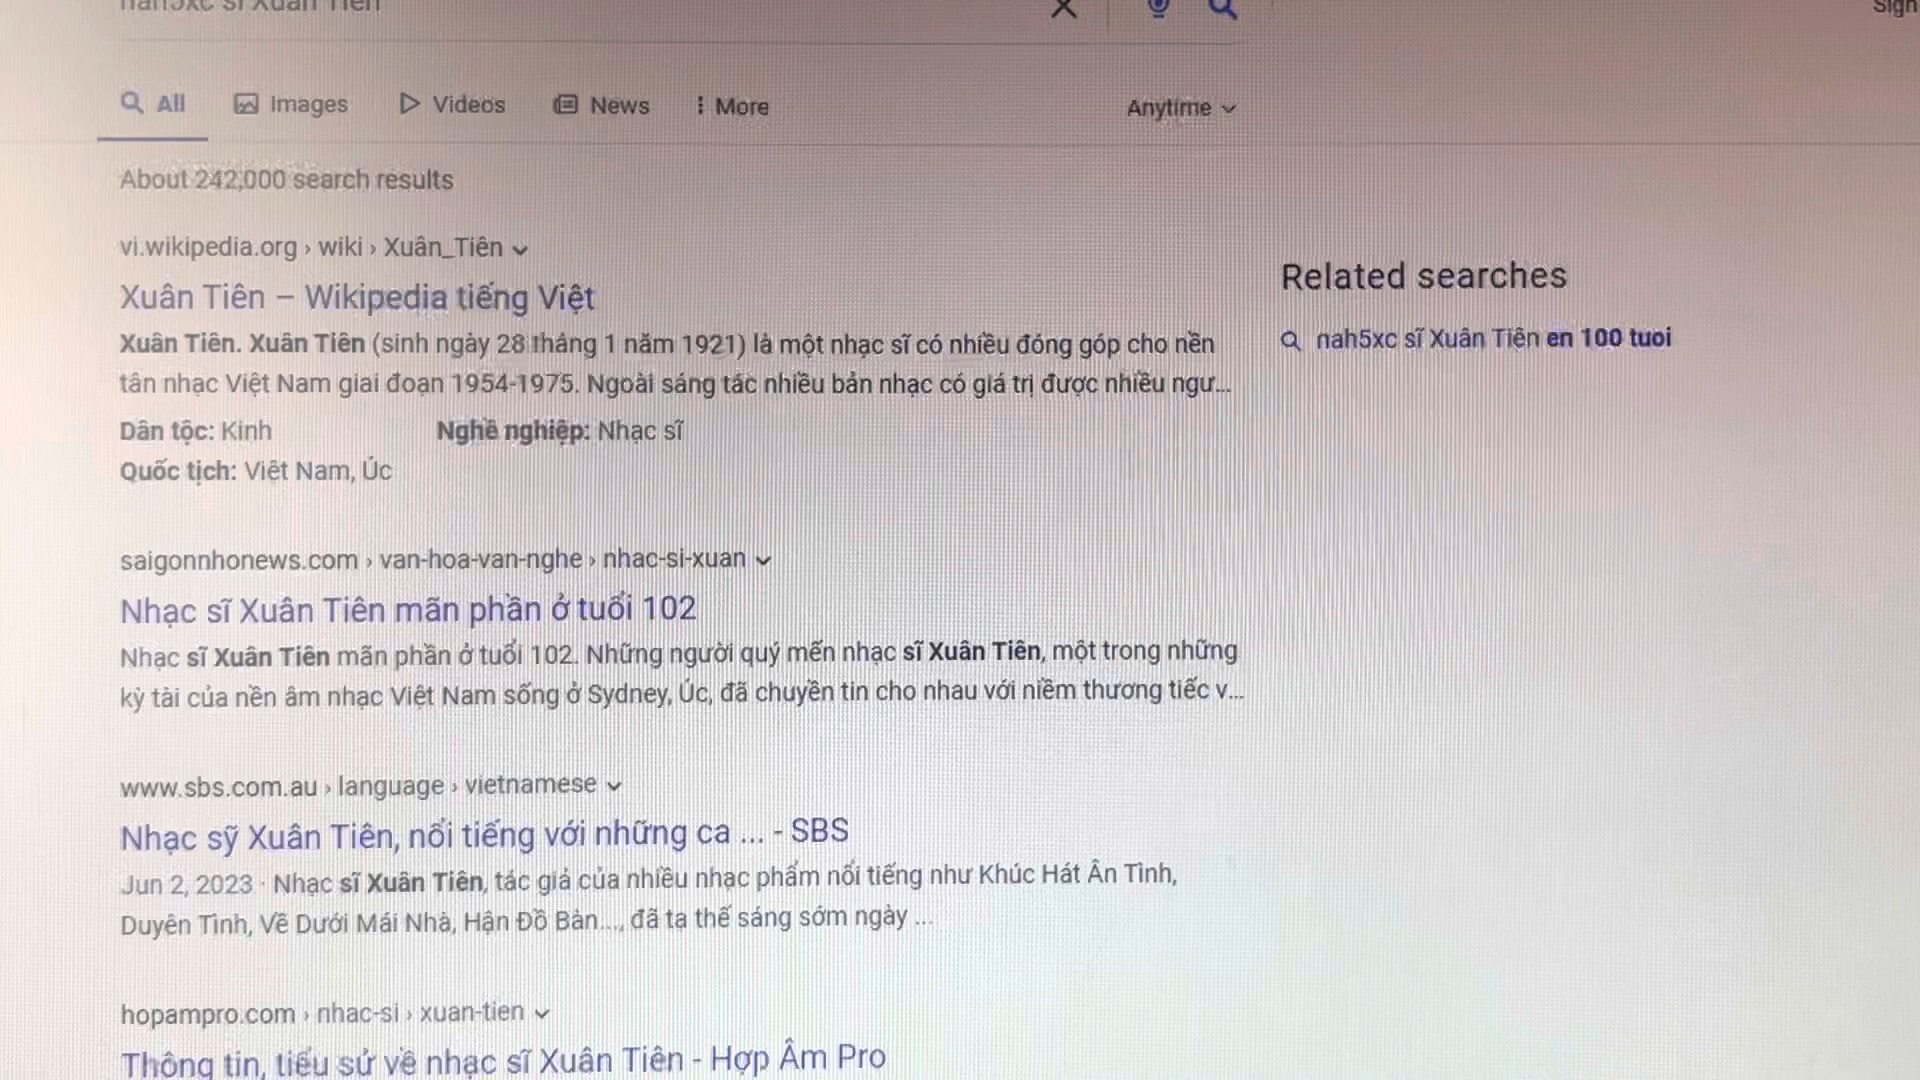 nah5xc sĩ Xuân Tiên
Sign
All Images Videos News More Anytime
About 242,000 search results
vi.wikipedia.org › wiki › Xuân_Tiên
Xuân Tiên – Wikipedia tiếng Việt
Xuân Tiên. Xuân Tiên (sinh ngày 28 tháng 1 năm 1921) là một nhạc sĩ có nhiều đóng góp cho nền
tân nhạc Việt Nam giai đoạn 1954-1975. Ngoài sáng tác nhiều bản nhạc có giá trị được nhiều ngư...
Dân tộc: Kinh Nghề nghiệp: Nhạc sĩ
Quốc tịch: Việt Nam, Úc
saigonnhonews.com › van-hoa-van-nghe › nhac-si-xuan
Nhạc sĩ Xuân Tiên mãn phần ở tuổi 102
Nhạc sĩ Xuân Tiên mãn phần ở tuổi 102. Những người quý mến nhạc sĩ Xuân Tiên, một trong những
kỳ tài của nền âm nhạc Việt Nam sống ở Sydney, Úc, đã chuyển tin cho nhau với niềm thương tiếc v...
www.sbs.com.au › language › vietnamese
Nhạc sỹ Xuân Tiên, nổi tiếng với những ca ... - SBS
Jun 2, 2023 · Nhạc sĩ Xuân Tiên, tác giả của nhiều nhạc phẩm nổi tiếng như Khúc Hát Ân Tình,
Duyên Tình, Về Dưới Mái Nhà, Hận Đồ Bàn..., đã tạ thế sáng sớm ngày ...
hopampro.com › nhac-si › xuan-tien
Thông tin, tiểu sử về nhạc sĩ Xuân Tiên - Hợp Âm Pro
Related searches
nah5xc sĩ Xuân Tiên en 100 tuoi